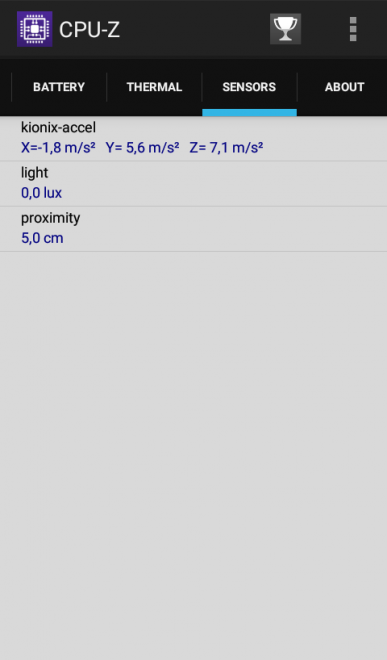 CPU-Z
BATTERY THERMAL SENSORS ABOUT
kionix-accel
X=-1,8 m/s² Y= 5,6 m/s² Z= 7,1 m/s²
light
0,0 lux
proximity
5,0 cm